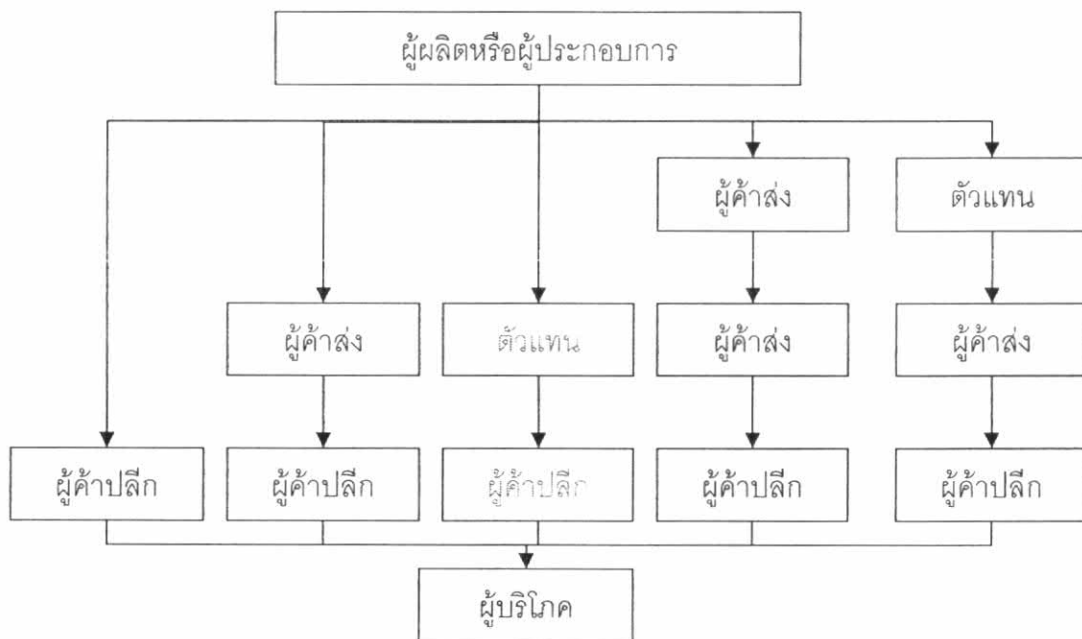 ผู้ผลิตหรือผู้ประกอบการ
ผู้ค้าส่ง ตัวแทน
ผู้ค้าส่ง ตัวแทน ผู้ค้าส่ง ผู้ค้าส่ง
ผู้ค้าปลีก ผู้ค้าปลีก ผู้ค้าปลีก ผู้ค้าปลีก ผู้ค้าปลีก
ผู้บริโภค